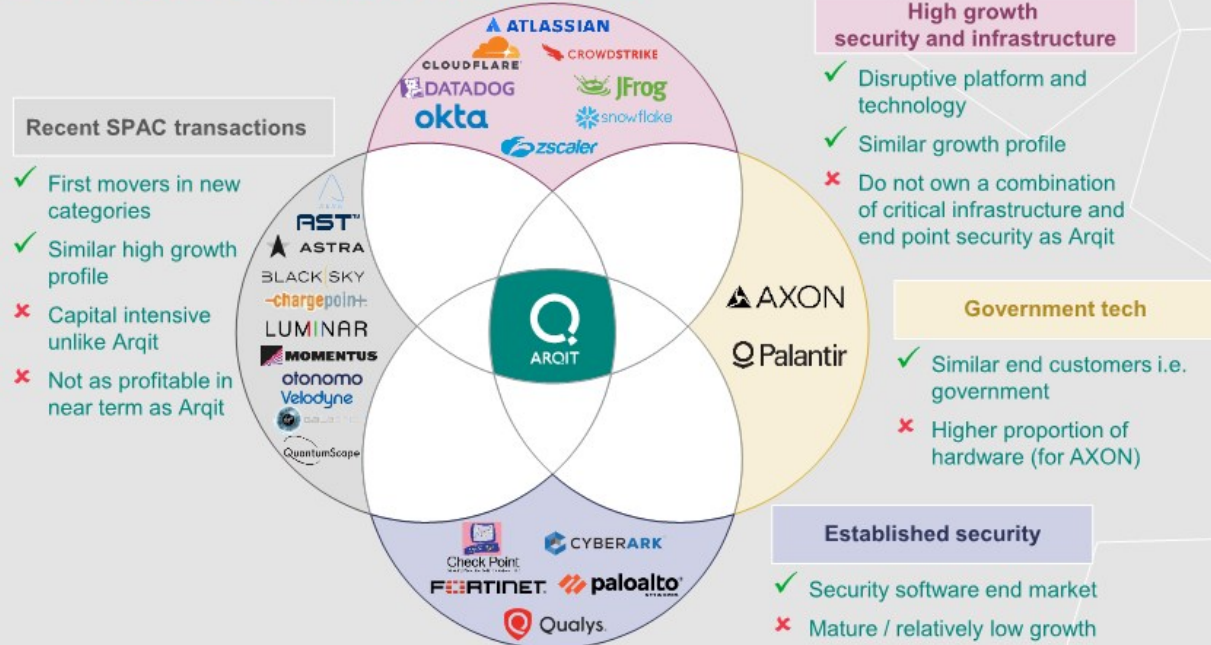 Recent SPAC transactions
✓ First movers in new
categories
✓ Similar high growth
profile
✗ Capital intensive
unlike Arqit
✗ Not as profitable in
near term as Arqit
ATLASSIAN
CLOUDFLARE
CROWDSTRIKE
DATADOG
JFrog
okta
snowflake
zscaler
AST
ASTRA
BLACKSKY
-chargepoin+.
LUMINAR
MOMENTUS
otonomo
Velodyne
QuantumScape
ARQIT
AXON
Palantir
Check Point
CYBERARK
FORTINET
paloalto
Qualys.
High growth
security and infrastructure
✓ Disruptive platform and
technology
✓ Similar growth profile
✗ Do not own a combination
of critical infrastructure and
end point security as Arqit
Government tech
✓ Similar end customers i.e.
government
✗ Higher proportion of
hardware (for AXON)
Established security
✓ Security software end market
✗ Mature / relatively low growth